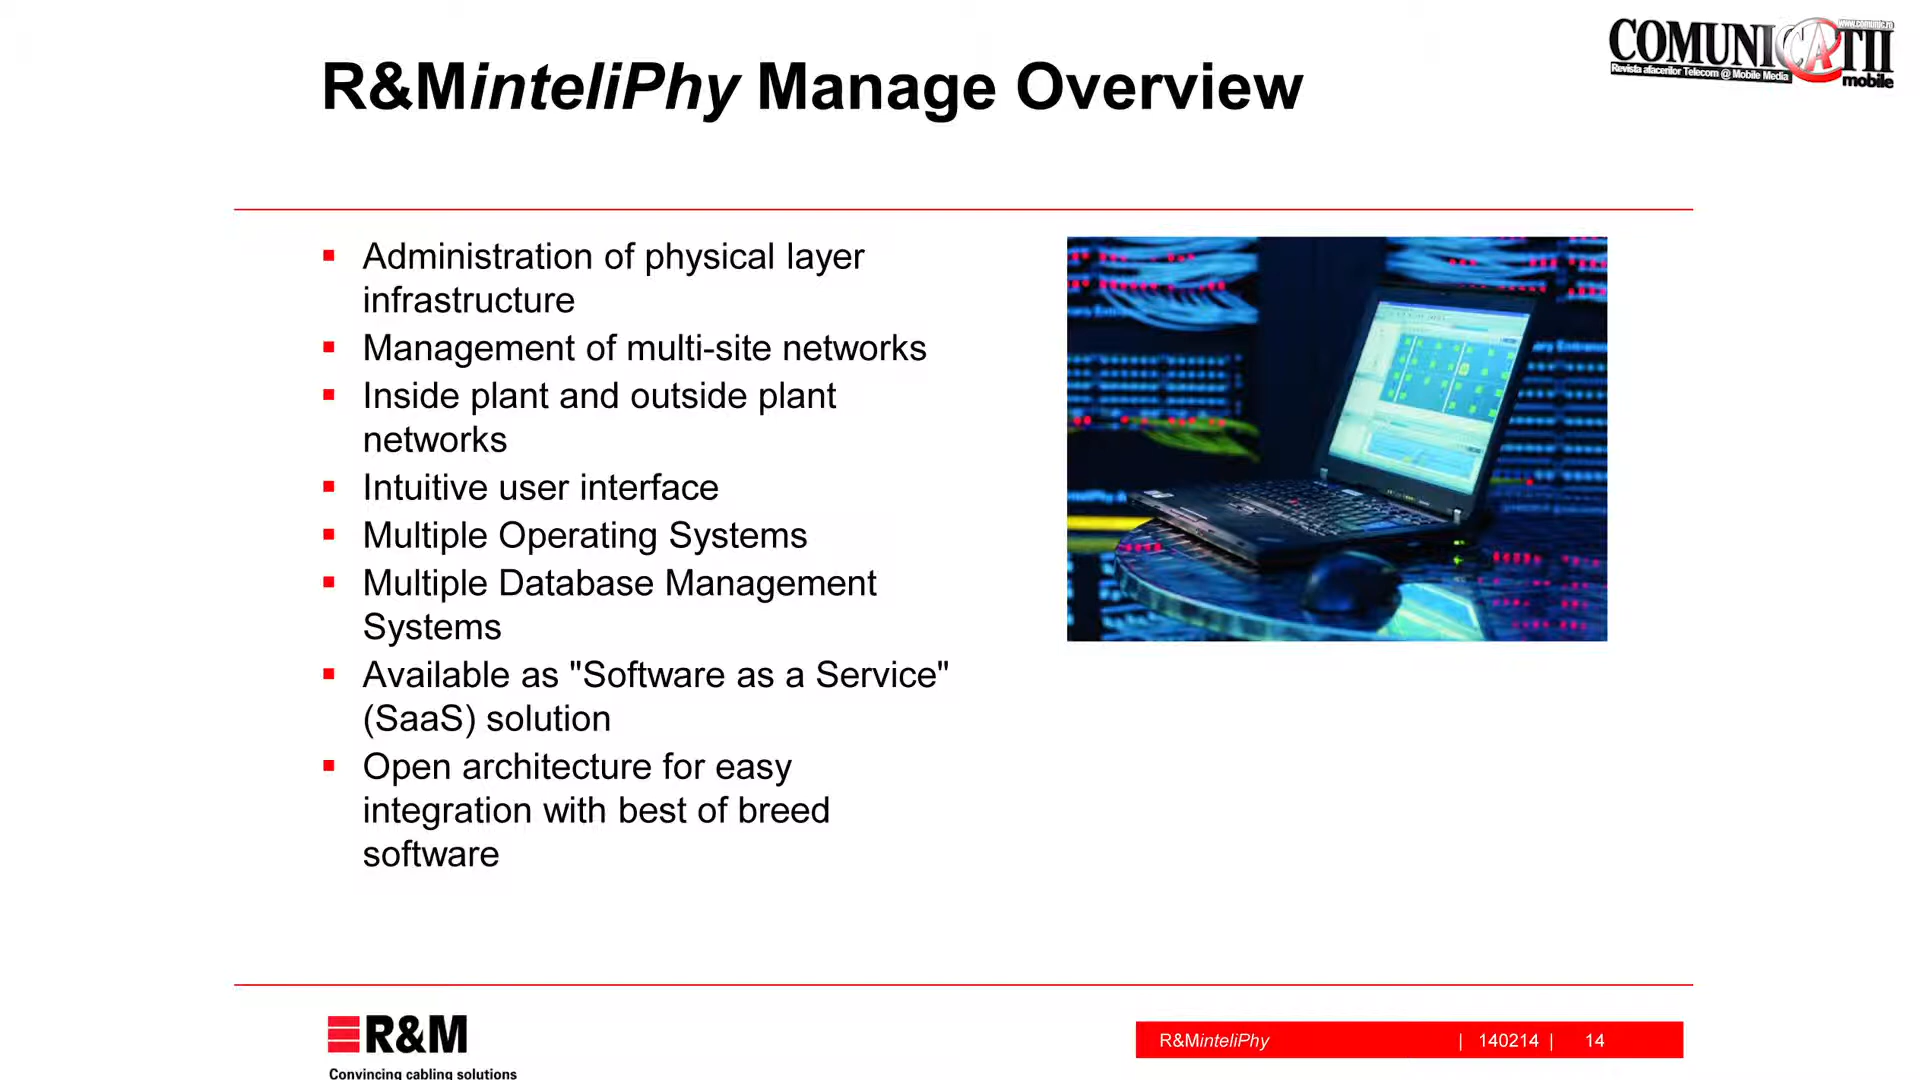 R&MinteliPhy Manage Overview
COMUNICATII
www.comunic.ro
Revista afacerilor Telecom @ Mobile Media
mobile
▪ Administration of physical layer
infrastructure
▪ Management of multi-site networks
▪ Inside plant and outside plant
networks
▪ Intuitive user interface
▪ Multiple Operating Systems
▪ Multiple Database Management
Systems
▪ Available as "Software as a Service"
(SaaS) solution
▪ Open architecture for easy
integration with best of breed
software
R&M
Convincing cabling solutions
R&MinteliPhy | 140214 | 14